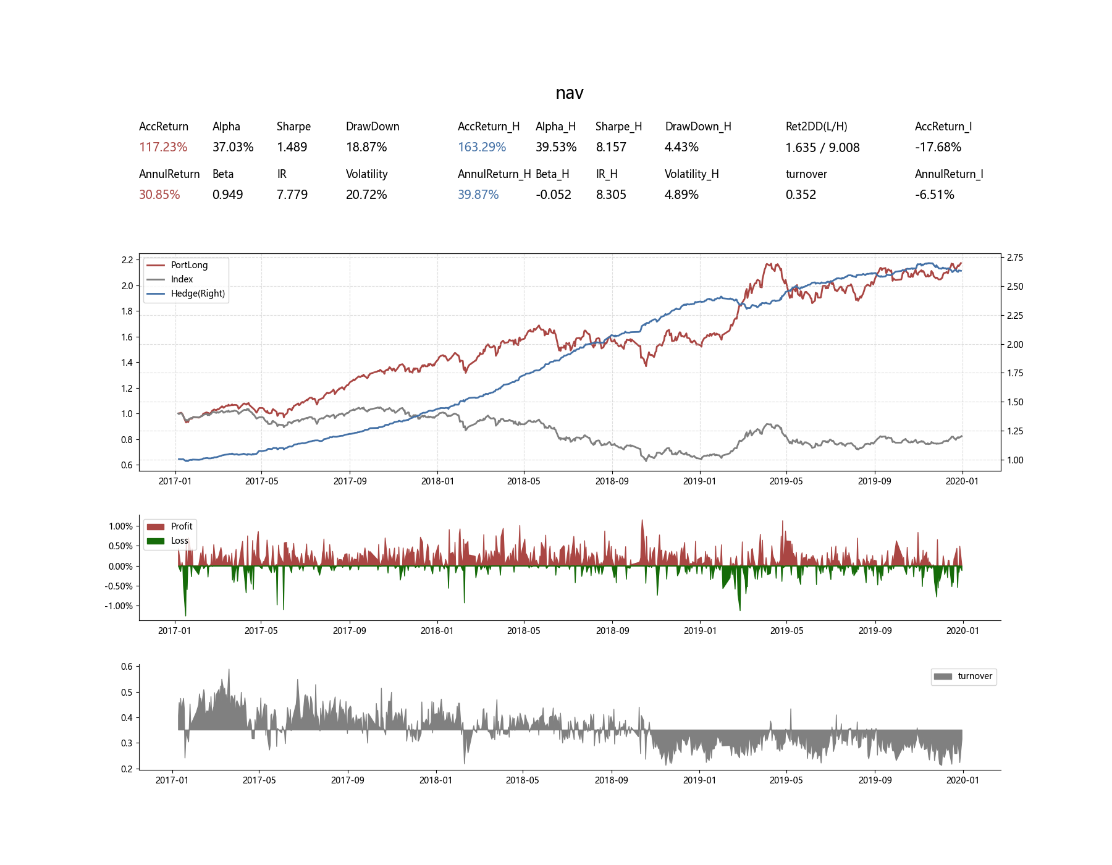 nav
AccReturn Alpha Sharpe DrawDown AccReturn_H Alpha_H Sharpe_H DrawDown_H Ret2DD(L/H) AccReturn_I
117.23% 37.03% 1.489 18.87% 163.29% 39.53% 8.157 4.43% 1.635 / 9.008 -17.68%
AnnulReturn Beta IR Volatility AnnulReturn_H Beta_H IR_H Volatility_H turnover AnnulReturn_I
30.85% 0.949 7.779 20.72% 39.87% -0.052 8.305 4.89% 0.352 -6.51%
PortLong
Index
Hedge(Right)
2.2
2.0
1.8
1.6
1.4
1.2
1.0
0.8
0.6
2.75
2.50
2.25
2.00
1.75
1.50
1.25
1.00
2017-01 2017-05 2017-09 2018-01 2018-05 2018-09 2019-01 2019-05 2019-09 2020-01
Profit
Loss
1.00%
0.50%
0.00%
-0.50%
-1.00%
2017-01 2017-05 2017-09 2018-01 2018-05 2018-09 2019-01 2019-05 2019-09 2020-01
turnover
0.6
0.5
0.4
0.3
0.2
2017-01 2017-05 2017-09 2018-01 2018-05 2018-09 2019-01 2019-05 2019-09 2020-01